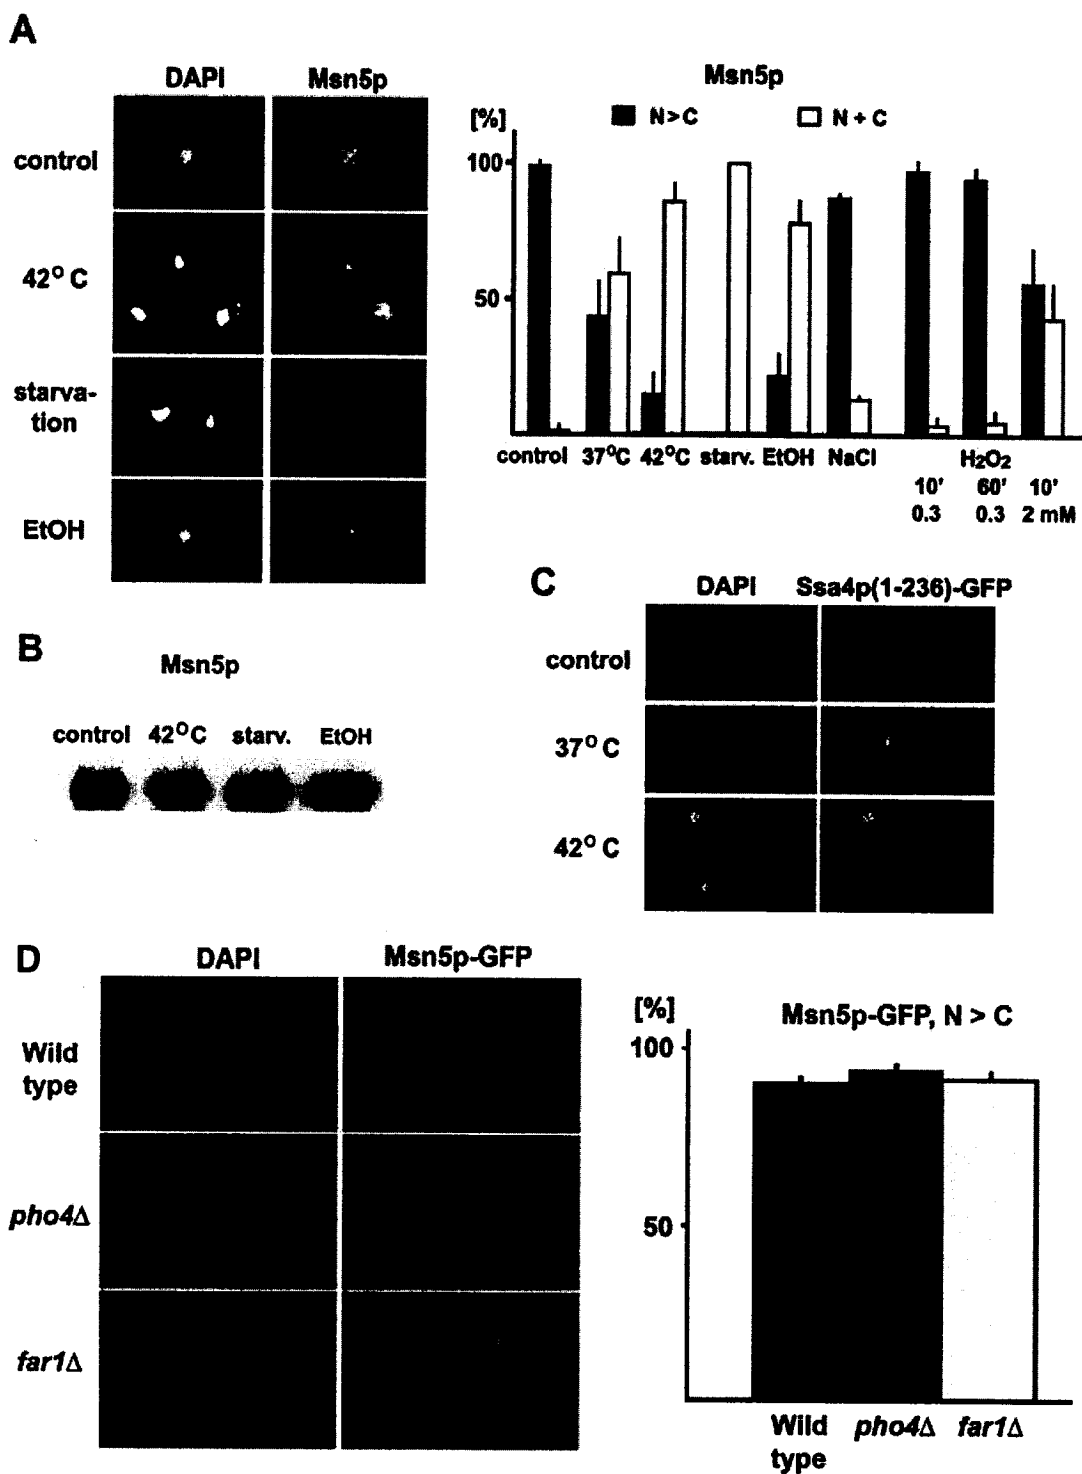 A
DAPI Msn5p
control
42° C
starva-
tion
EtOH
Msn5p
[%] N>C N + C
100
50
control 37°C 42°C starv. EtOH NaCl H2O2
10' 60' 10'
0.3 0.3 2 mM
B
Msn5p
control 42°C starv. EtOH
C
DAPI Ssa4p(1-236)-GFP
control
37° C
42° C
D
DAPI Msn5p-GFP
Wild
type
pho4Δ
far1Δ
[%] Msn5p-GFP, N > C
100
50
Wild pho4Δ far1Δ
type